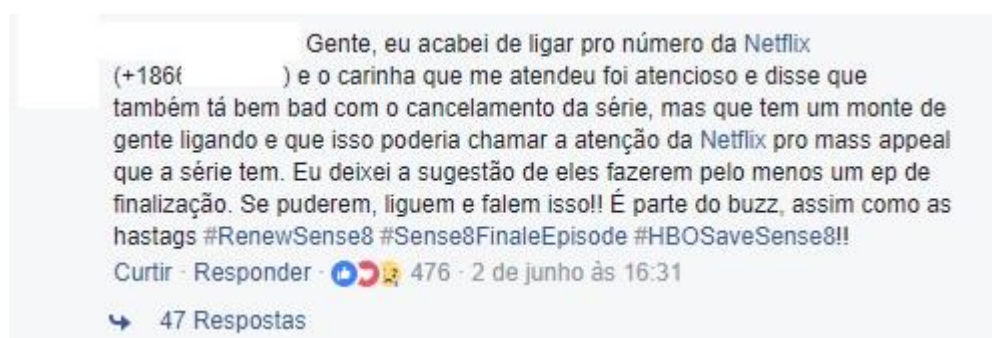 Gente, eu acabei de ligar pro número da Netflix
(+186 ) e o carinha que me atendeu foi atencioso e disse que
também tá bem bad com o cancelamento da série, mas que tem um monte de
gente ligando e que isso poderia chamar a atenção da Netflix pro mass appeal
que a série tem. Eu deixei a sugestão de eles fazerem pelo menos um ep de
finalização. Se puderem, liguem e falem isso!! É parte do buzz, assim como as
hastags #RenewSense8 #Sense8FinaleEpisode #HBOSaveSense8!!
Curtir · Responder · 476 · 2 de junho às 16:31
47 Respostas